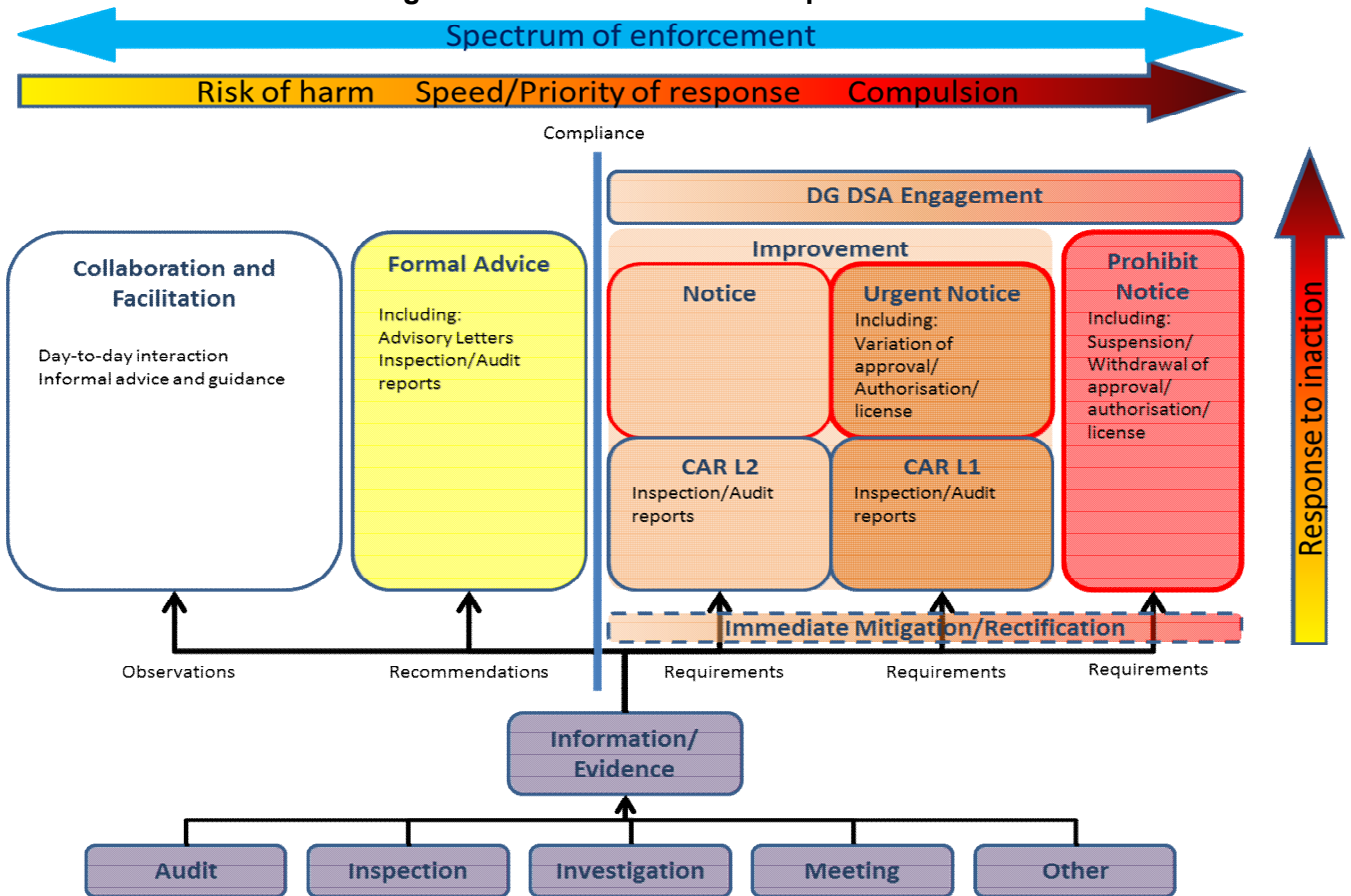 Spectrum of enforcement
Risk of harm Speed/Priority of response Compulsion
Compliance
DG DSA Engagement
Collaboration and
Facilitation
Day-to-day interaction
Informal advice and guidance
Formal Advice
Including:
Advisory Letters
Inspection/Audit
reports
Improvement
Notice
Urgent Notice
Including:
Variation of
approval/
Authorisation/
license
CAR L2
Inspection/Audit
reports
CAR L1
Inspection/Audit
reports
Prohibit
Notice
Including:
Suspension/
Withdrawal of
approval/
authorisation/
license
Response to inaction
Immediate Mitigation/Rectification
Observations
Recommendations
Requirements
Requirements
Requirements
Information/
Evidence
Audit
Inspection
Investigation
Meeting
Other